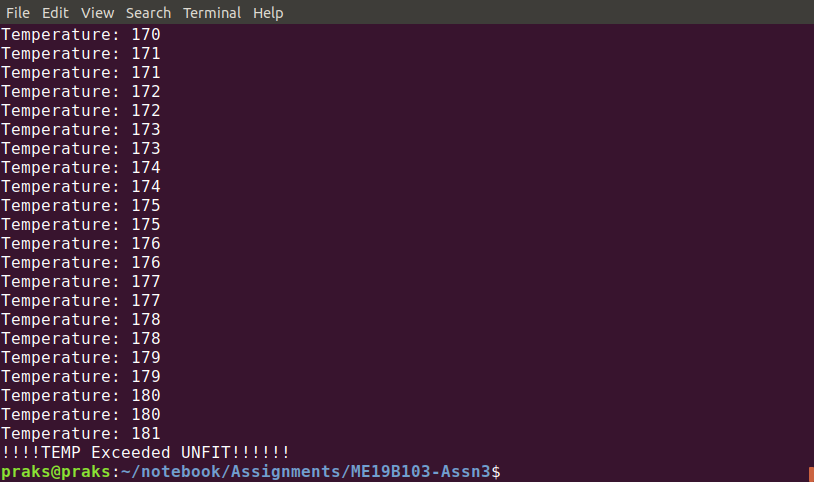 File Edit View Search Terminal Help
Temperature: 170
Temperature: 171
Temperature: 171
Temperature: 172
Temperature: 172
Temperature: 173
Temperature: 173
Temperature: 174
Temperature: 174
Temperature: 175
Temperature: 175
Temperature: 176
Temperature: 176
Temperature: 177
Temperature: 177
Temperature: 178
Temperature: 178
Temperature: 179
Temperature: 179
Temperature: 180
Temperature: 180
Temperature: 181
!!!!TEMP Exceeded UNFIT!!!!!!
praks@praks:~/notebook/Assignments/ME19B103-Assn3$